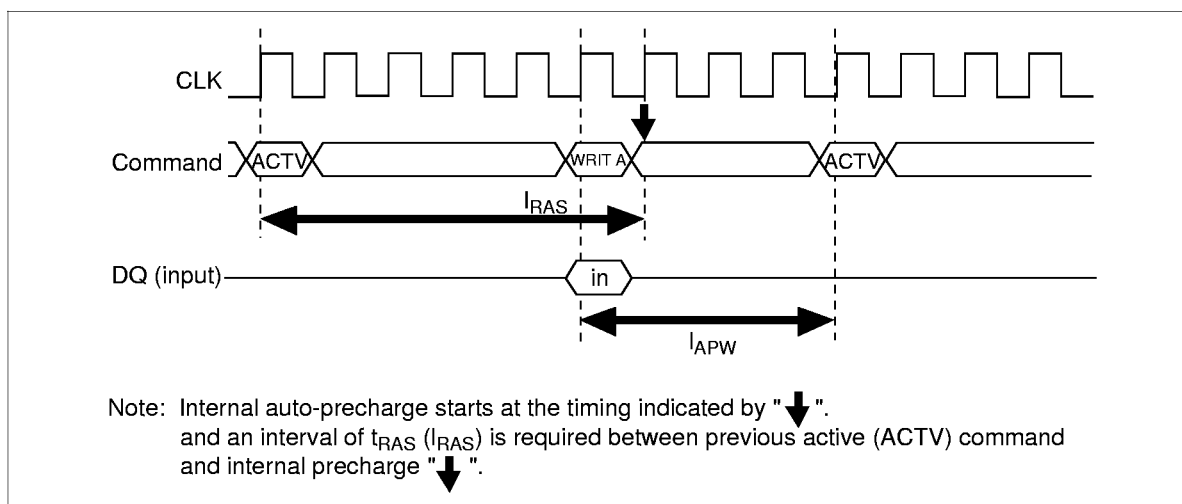 CLK
Command ACTV WRIT A ACTV
lRAS
DQ (input) in
lAPW
Note: Internal auto-precharge starts at the timing indicated by " ".
and an interval of tRAS (lRAS) is required between previous active (ACTV) command
and internal precharge " ".